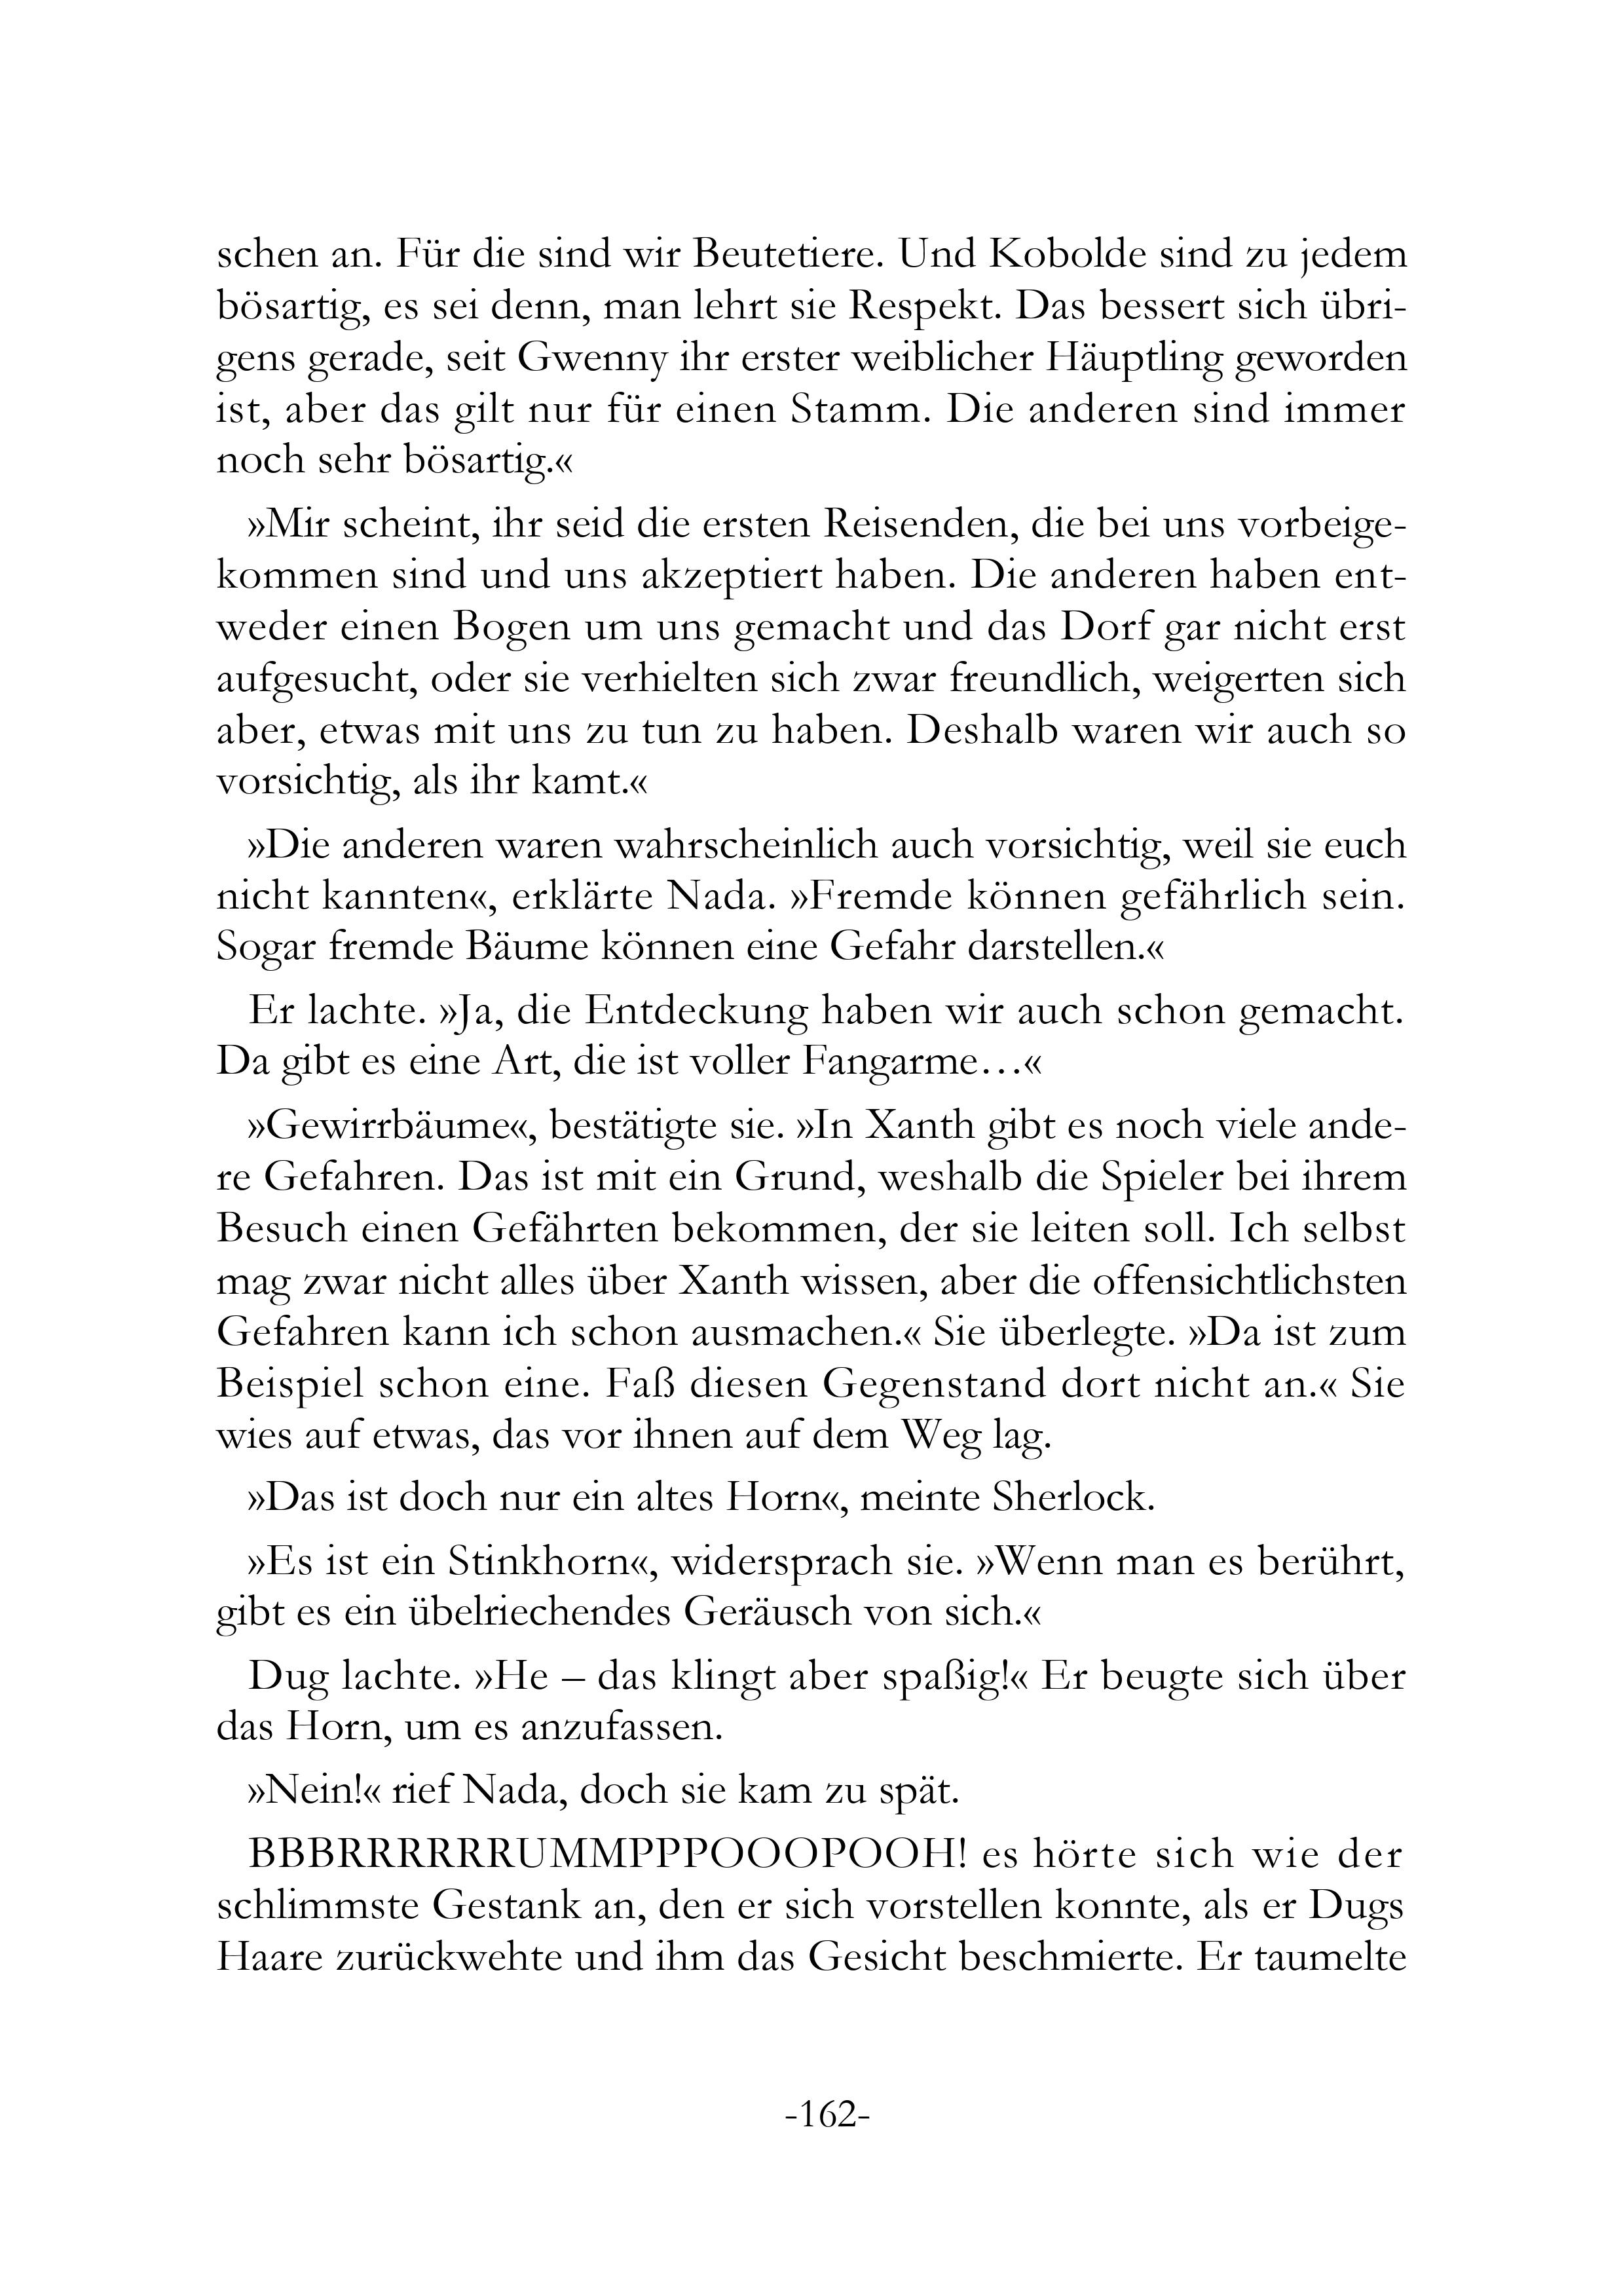 schen an. Für die sind wir Beutetiere. Und Kobolde sind zu jedem
bösartig, es sei denn, man lehrt sie Respekt. Das bessert sich übri-
gens gerade, seit Gwenny ihr erster weiblicher Häuptling geworden
ist, aber das gilt nur für einen Stamm. Die anderen sind immer
noch sehr bösartig.«
»Mir scheint, ihr seid die ersten Reisenden, die bei uns vorbeige-
kommen sind und uns akzeptiert haben. Die anderen haben ent-
weder einen Bogen um uns gemacht und das Dorf gar nicht erst
aufgesucht, oder sie verhielten sich zwar freundlich, weigerten sich
aber, etwas mit uns zu tun zu haben. Deshalb waren wir auch so
vorsichtig, als ihr kamt.«
»Die anderen waren wahrscheinlich auch vorsichtig, weil sie euch
nicht kannten«, erklärte Nada. »Fremde können gefährlich sein.
Sogar fremde Bäume können eine Gefahr darstellen.«
Er lachte. »Ja, die Entdeckung haben wir auch schon gemacht.
Da gibt es eine Art, die ist voller Fangarme…«
»Gewirrbäume«, bestätigte sie. »In Xanth gibt es noch viele ande-
re Gefahren. Das ist mit ein Grund, weshalb die Spieler bei ihrem
Besuch einen Gefährten bekommen, der sie leiten soll. Ich selbst
mag zwar nicht alles über Xanth wissen, aber die offensichtlichsten
Gefahren kann ich schon ausmachen.« Sie überlegte. »Da ist zum
Beispiel schon eine. Faß diesen Gegenstand dort nicht an.« Sie
wies auf etwas, das vor ihnen auf dem Weg lag.
»Das ist doch nur ein altes Horn«, meinte Sherlock.
»Es ist ein Stinkhorn«, widersprach sie. »Wenn man es berührt,
gibt es ein übelriechendes Geräusch von sich.«
Dug lachte. »He – das klingt aber spaßig!« Er beugte sich über
das Horn, um es anzufassen.
»Nein!« rief Nada, doch sie kam zu spät.
BBBRRRRRRRUMMPPPOOOPOOH! es hörte sich wie der
schlimmste Gestank an, den er sich vorstellen konnte, als er Dugs
Haare zurückwehte und ihm das Gesicht beschmierte. Er taumelte
-162-